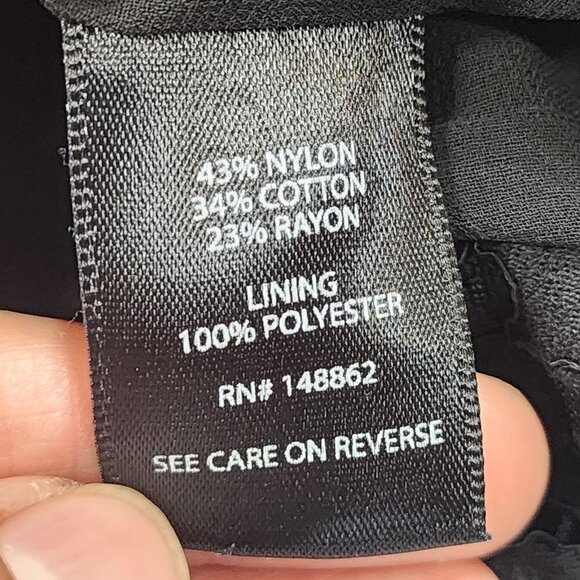 43% NYLON
34% COTTON
23% RAYON
LINING
100% POLYESTER
RN# 148862
SEE CARE ON REVERSE